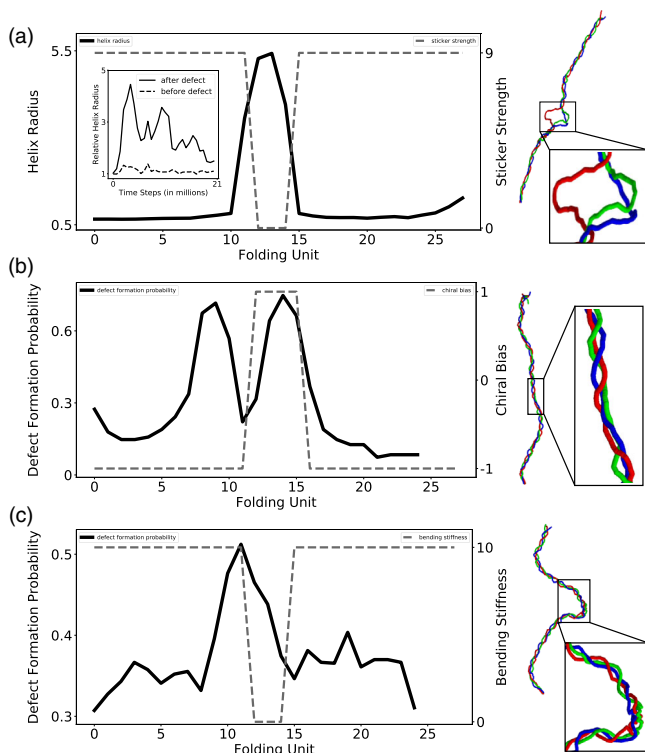 (a)
helix radius
sticker strength
5.5
0.5
Helix Radius
9
0
Sticker Strength
5
3
1
Relative Helix Radius
after defect
before defect
0
21
Time Steps (in millions)
0 5 10 15 20 25
Folding Unit
(b)
defect formation probability
chiral bias
0.6
0.3
0
Defect Formation Probability
1
0
-1
Chiral Bias
0 5 10 15 20 25
Folding Unit
(c)
defect formation probability
bending stiffness
0.5
0.4
0.3
Defect Formation Probability
10
0
Bending Stiffness
0 5 10 15 20 25
Folding Unit